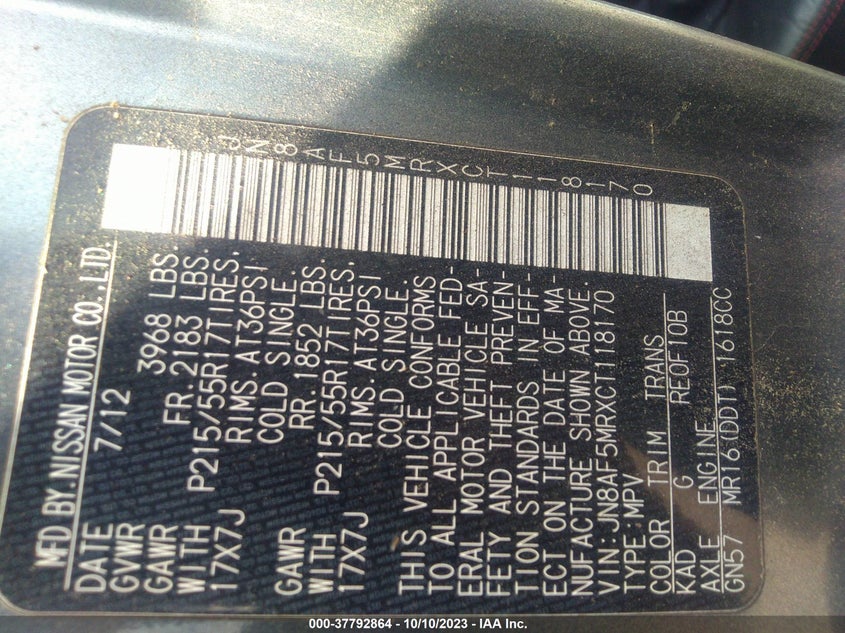 JN8AF5MRXCT118170
MFD BY.NISSAN MOTOR CO.,LTD.
DATE 7/12
GVWR 3968 LBS.
GAWR FR.2183 LBS.
WITH P215/55R17TIRES.
17X7J RIMS.AT36PSI
COLD SINGLE.
GAWR RR.1852 LBS.
WITH P215/55R17TIRES.
17X7J RIMS.AT36PSI
COLD SINGLE.
THIS VEHICLE CONFORMS
TO ALL APPLICABLE FED-
ERAL MOTOR VEHICLE SA-
FETY AND THEFT PREVEN-
TION STANDARDS IN EFF-
ECT ON THE DATE OF MA-
NUFACTURE SHOWN ABOVE.
VIN:JN8AF5MRXCT118170
TYPE:MPV
COLOR TRIM TRANS
KAD G RE0F10B
AXLE ENGINE
GN57 MR16(DDT) 1618CC
000-37792864 - 10/10/2023 - IAA Inc.